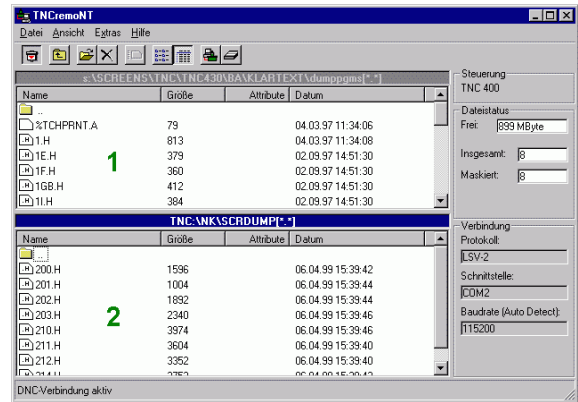 TNCremoNT
Datei Ansicht Extras Hilfe
s:\SCREENS\TNC\TNC430\BA\KLARTEXT\dumppgms[*.*]
Name Größe Attribute Datum
..
%TCHPRNT.A 79 04.03.97 11:34:06
1.H 813 04.03.97 11:34:08
1E.H 379 02.09.97 14:51:30
1F.H 360 02.09.97 14:51:30
1GB.H 412 02.09.97 14:51:30
1I.H 384 02.09.97 14:51:30
1
TNC:\NK\SCRDUMP[*.*]
Name Größe Attribute Datum
..
200.H 1596 06.04.99 15:39:42
201.H 1004 06.04.99 15:39:44
202.H 1892 06.04.99 15:39:44
203.H 2340 06.04.99 15:39:46
210.H 3974 06.04.99 15:39:46
211.H 3604 06.04.99 15:39:40
212.H 3352 06.04.99 15:39:40
2
Steuerung
TNC 400
Dateistatus
Frei: 899 MByte
Insgesamt: 8
Maskiert: 8
Verbindung
Protokoll:
LSV-2
Schnittstelle:
COM2
Baudrate (Auto Detect):
115200
DNC-Verbindung aktiv